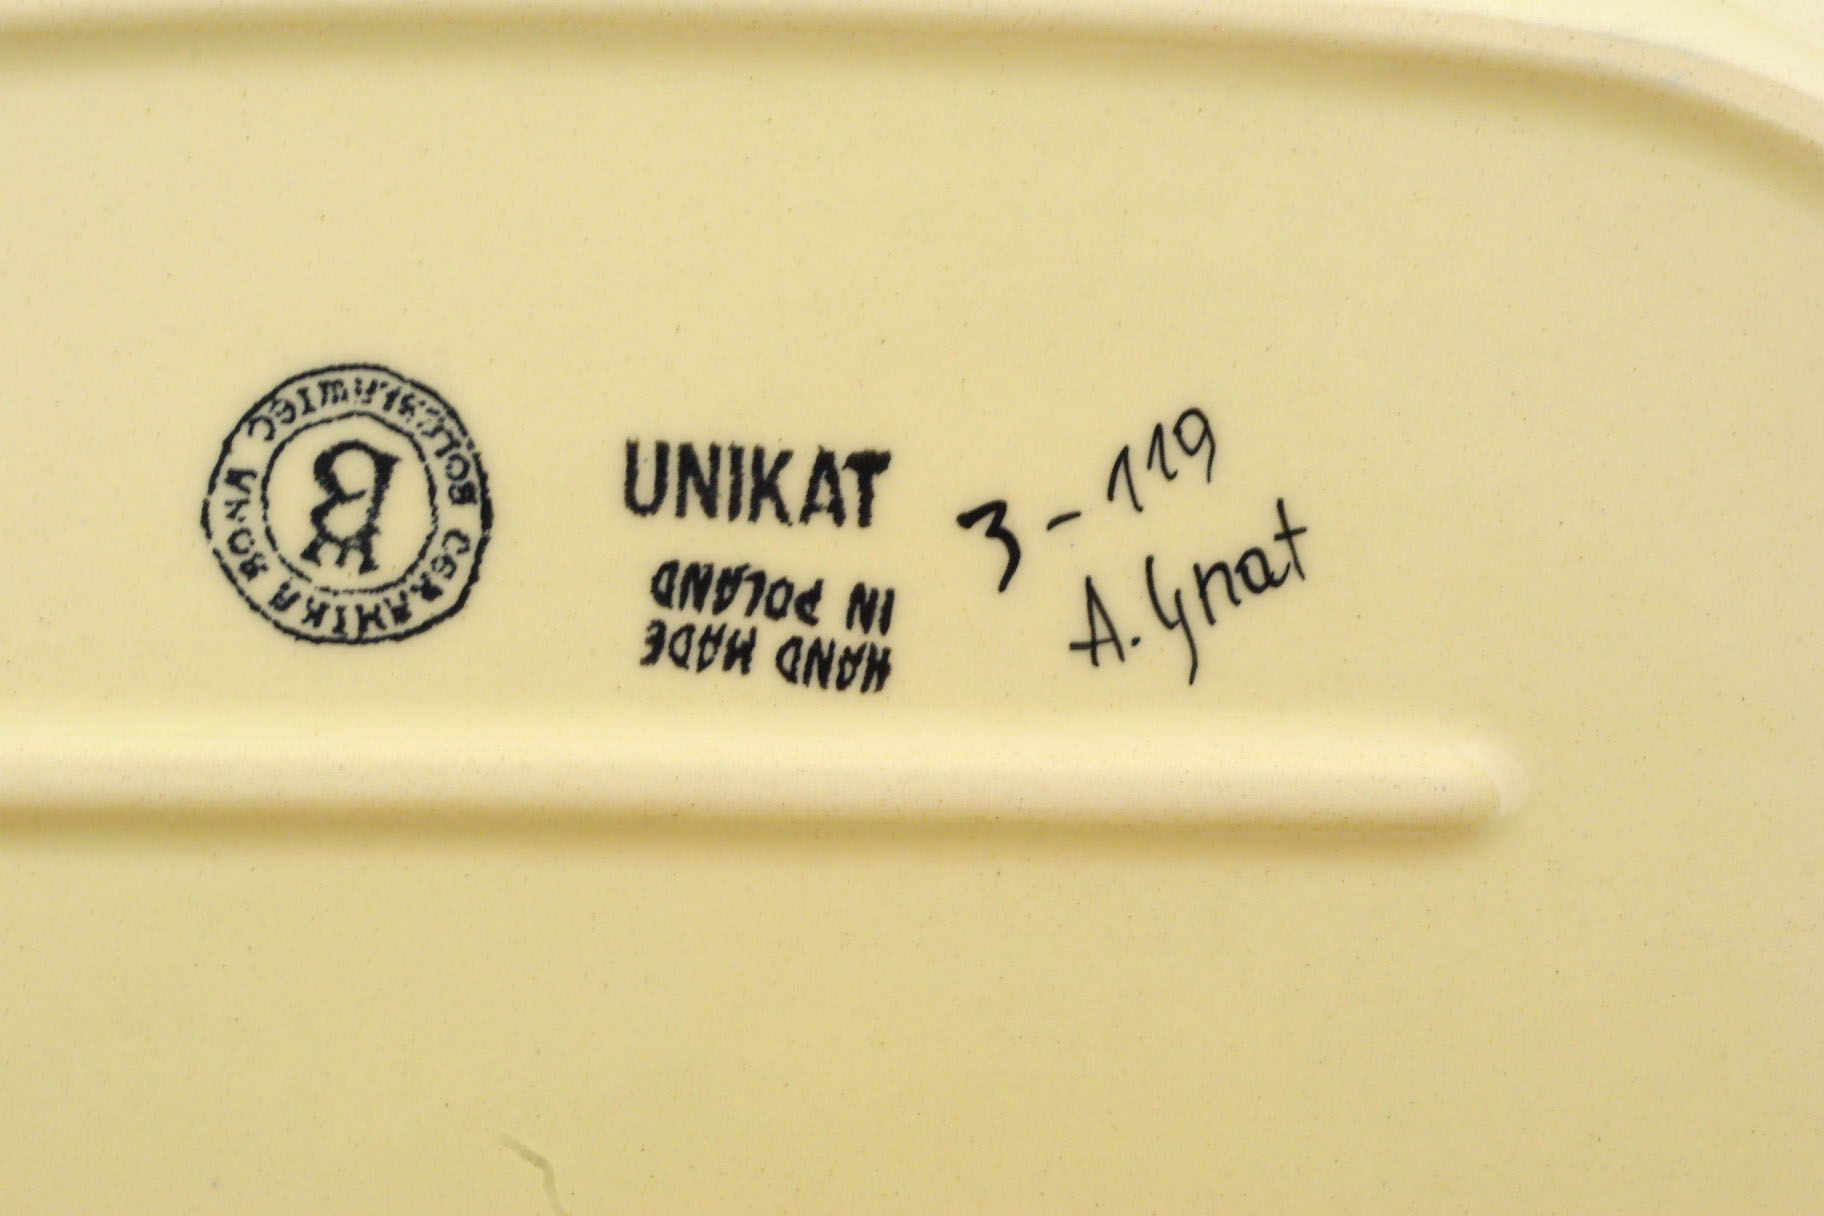 CERAMIKA BONA BOLESŁAWIEC
B
UNIKAT
HAND MADE
IN POLAND
3-119
A. Gnat